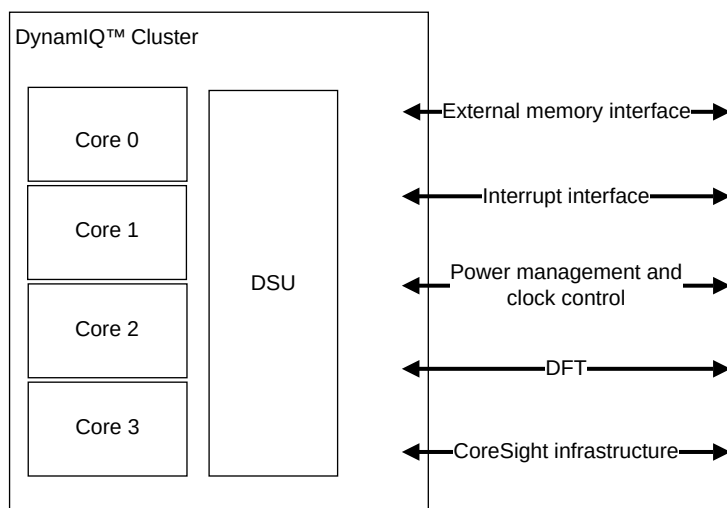 DynamIQ™ Cluster
Core 0
Core 1
Core 2
Core 3
DSU
External memory interface
Interrupt interface
Power management and
clock control
DFT
CoreSight infrastructure